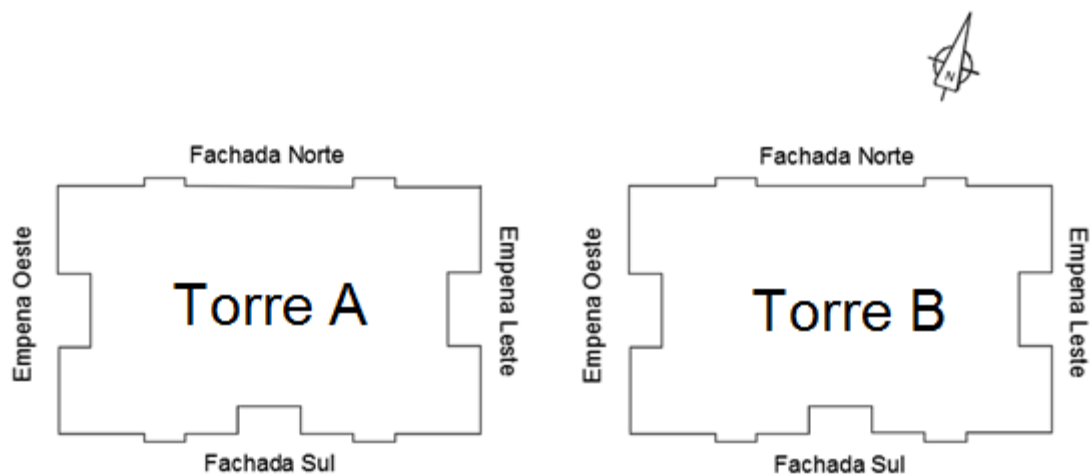 N
Fachada Norte
Empena Oeste
Torre A
Empena Leste
Fachada Sul
Fachada Norte
Empena Oeste
Torre B
Empena Leste
Fachada Sul